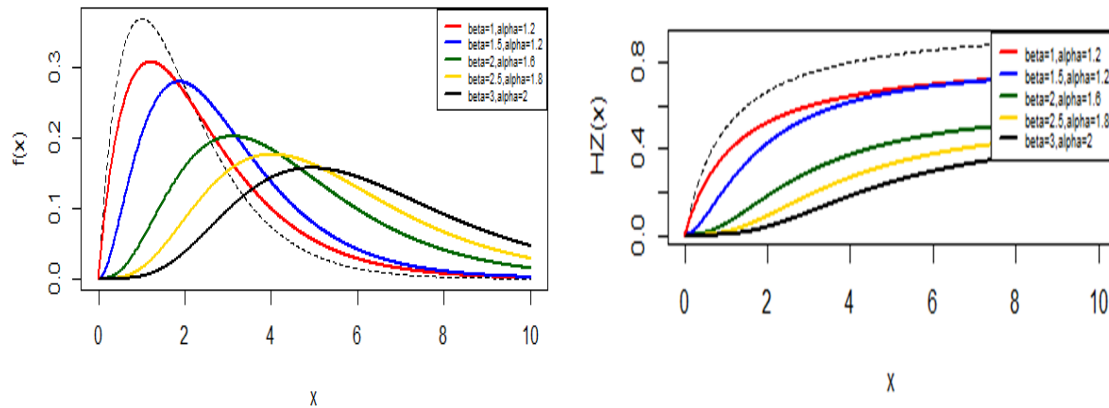 f(x)
0.0 0.1 0.2 0.3
beta=1,alpha=1.2
beta=1.5,alpha=1.2
beta=2,alpha=1.6
beta=2.5,alpha=1.8
beta=3,alpha=2
0 2 4 6 8 10
X
HZ(x)
0.0 0.4 0.8
beta=1,alpha=1.2
beta=1.5,alpha=1.2
beta=2,alpha=1.6
beta=2.5,alpha=1.8
beta=3,alpha=2
0 2 4 6 8 10
X